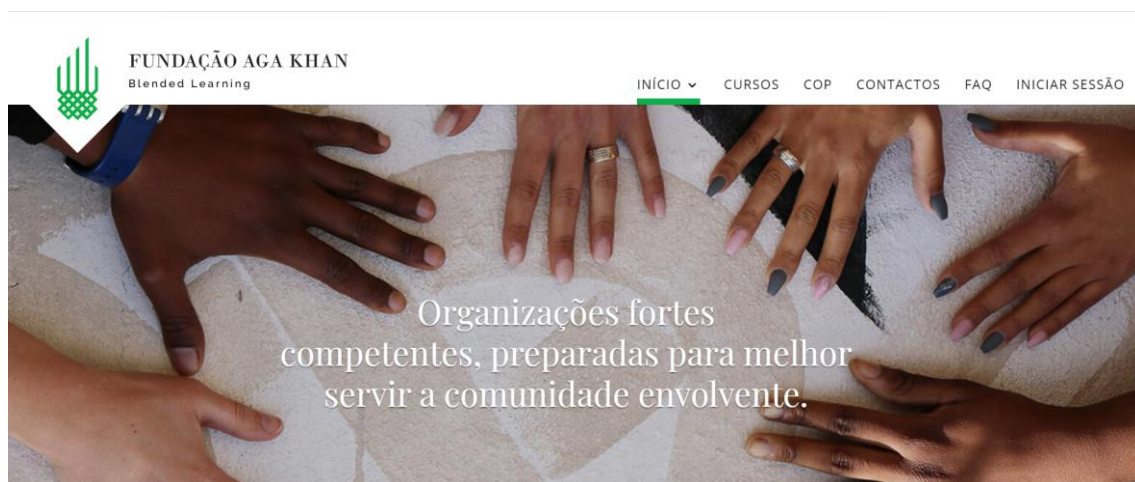 FUNDAÇÃO AGA KHAN
Blended Learning
INÍCIO CURSOS COP CONTACTOS FAQ INICIAR SESSÃO
Organizações fortes
competentes, preparadas para melhor
servir a comunidade envolvente.